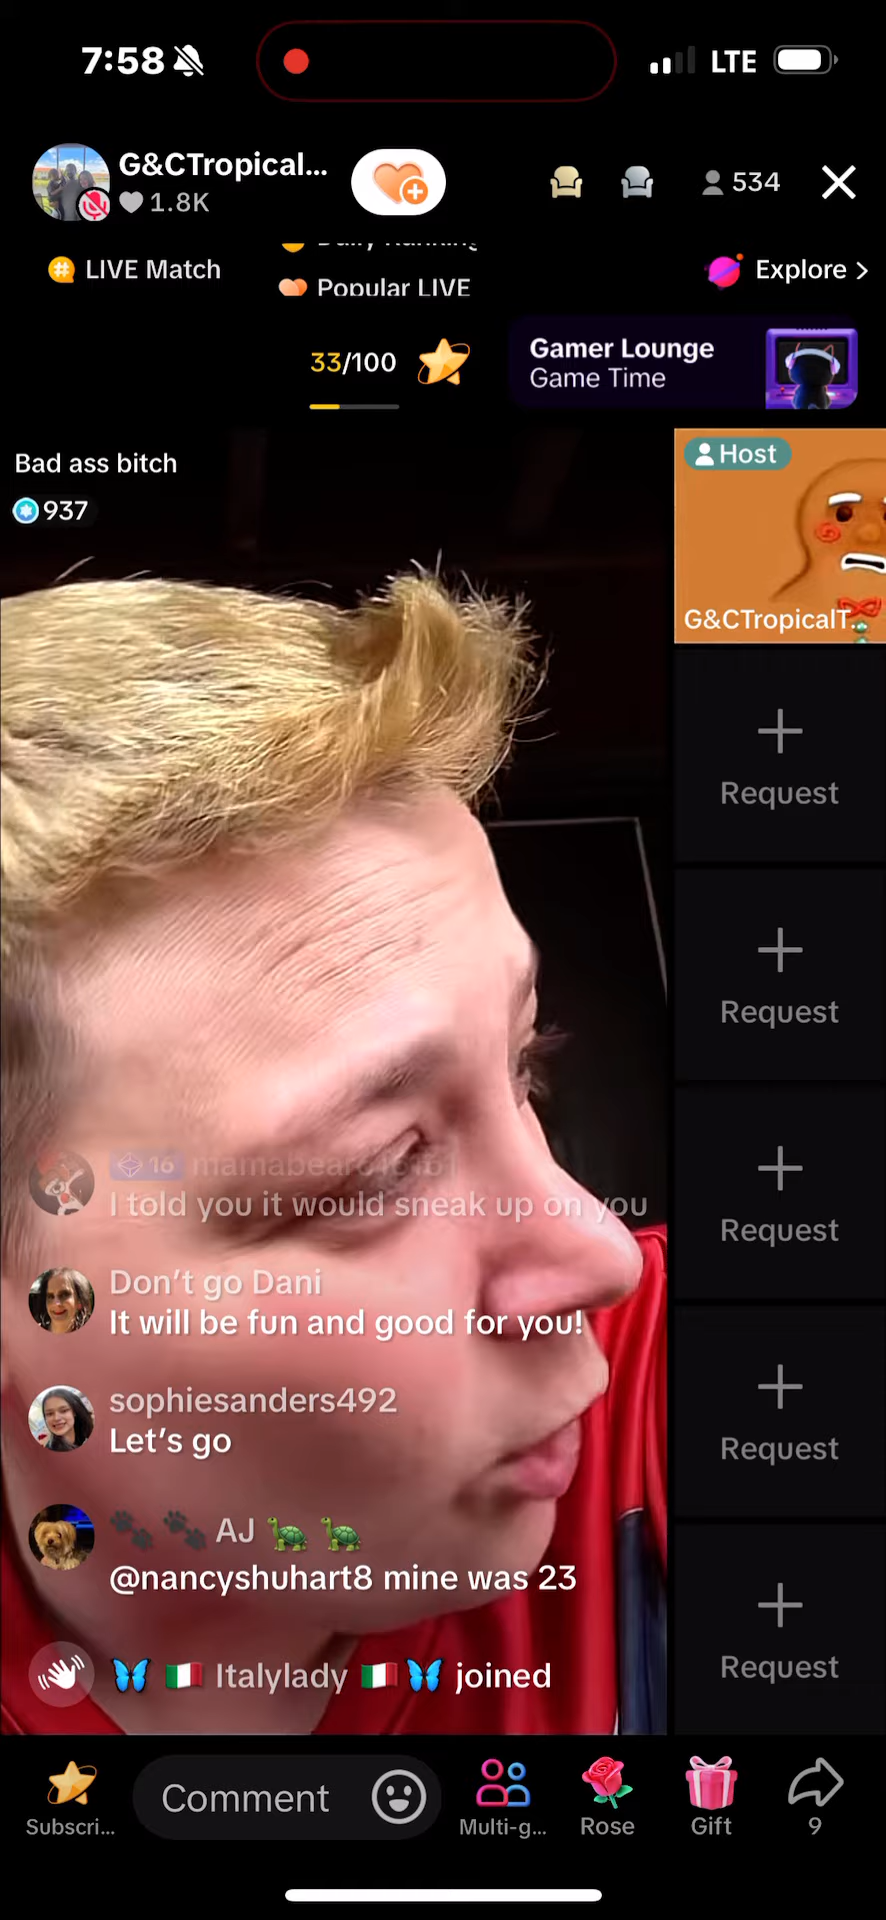 7:58
LTE
G&CTropical...
1.8K
534
LIVE Match
Popular LIVE
Explore >
33/100
Gamer Lounge
Game Time
Bad ass bitch
937
Host
G&CTropicalT...
Request
Request
Request
Request
Request
16
I told you it would sneak up on you
Don't go Dani
It will be fun and good for you!
sophiesanders492
Let's go
🐾 🐾 AJ 🐢 🐢
@nancyshuhart8 mine was 23
🦋 🇮🇹 Italylady 🇮🇹 🦋 joined
Subscri...
Comment
Multi-g...
Rose
Gift
9